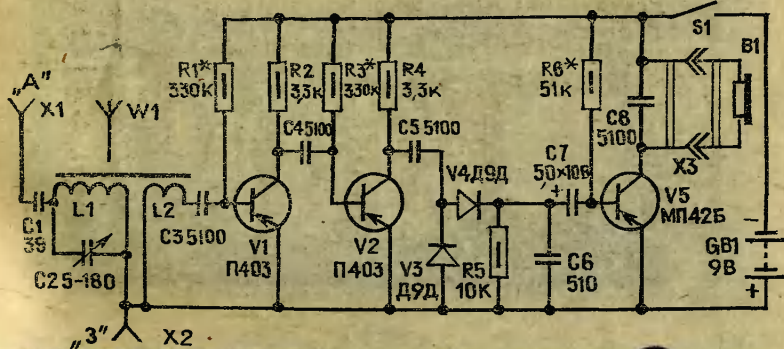 S1
„А"
X1
W1
R1*
330К
R2
3,3К
R3*
330К
R4
3,3К
R6*
51К
B1
C8
5100
X3
C4 5100
C5 5100
C7
50×10В
+
V4 Д9Д
C1
39
L1
L2
C3 5100
V1
П403
V2
П403
V3
Д9Д
R5
10К
C6
510
V5
МП42Б
C2 5-180
GB1
9В
−
+
„З"
X2